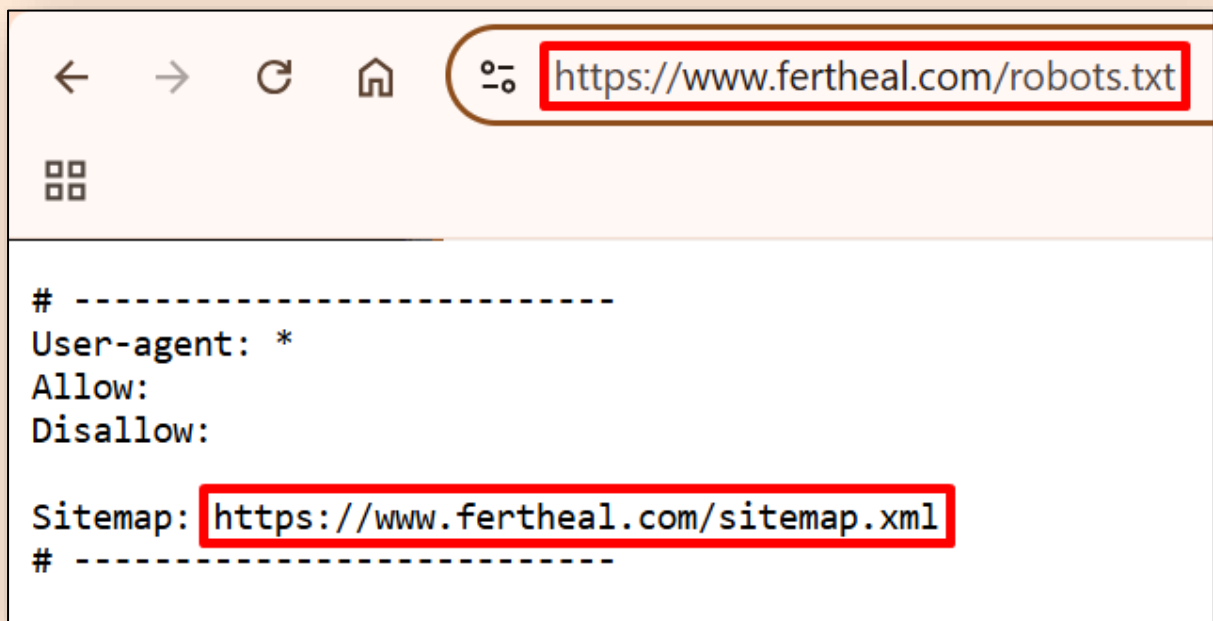 https://www.fertheal.com/robots.txt
# ----------------------------
User-agent: *
Allow:
Disallow:
Sitemap: https://www.fertheal.com/sitemap.xml
# ----------------------------